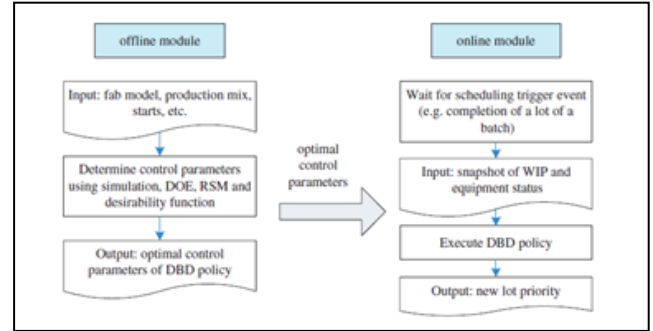 offline module
Input: fab model, production mix,
starts, etc.
Determine control parameters
using simulation, DOE, RSM and
desirability function
Output: optimal control
parameters of DBD policy
optimal
control
parameters
online module
Wait for scheduling trigger event
(e.g. completion of a lot of a
batch)
Input: snapshot of WIP and
equipment status
Execute DBD policy
Output: new lot priority